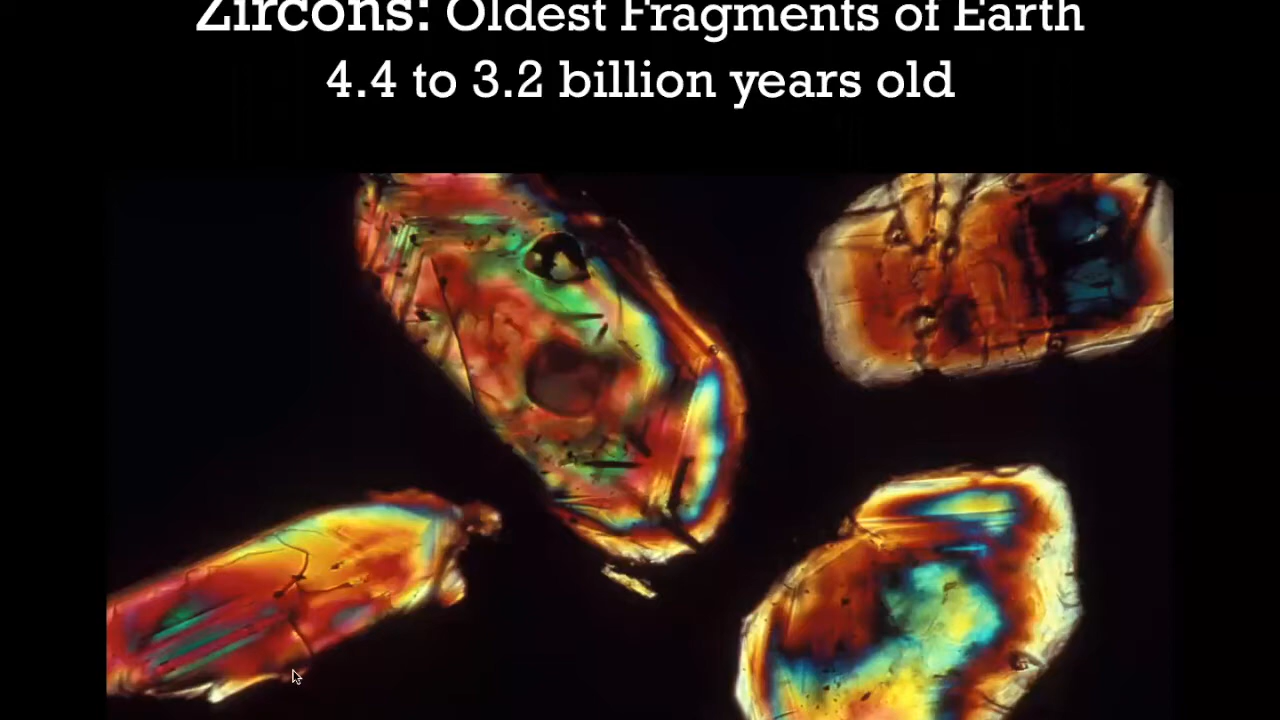 Zircons: Oldest Fragments of Earth
4.4 to 3.2 billion years old